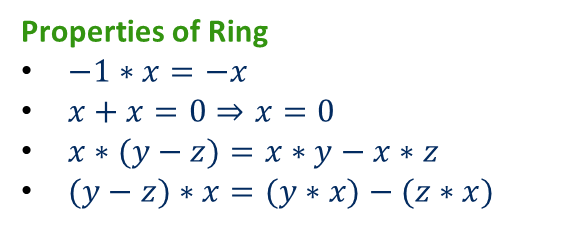 Properties of Ring
• −1 ∗ x = −x
• x + x = 0 ⇒ x = 0
• x ∗ (y − z) = x ∗ y − x ∗ z
• (y − z) ∗ x = (y ∗ x) − (z ∗ x)